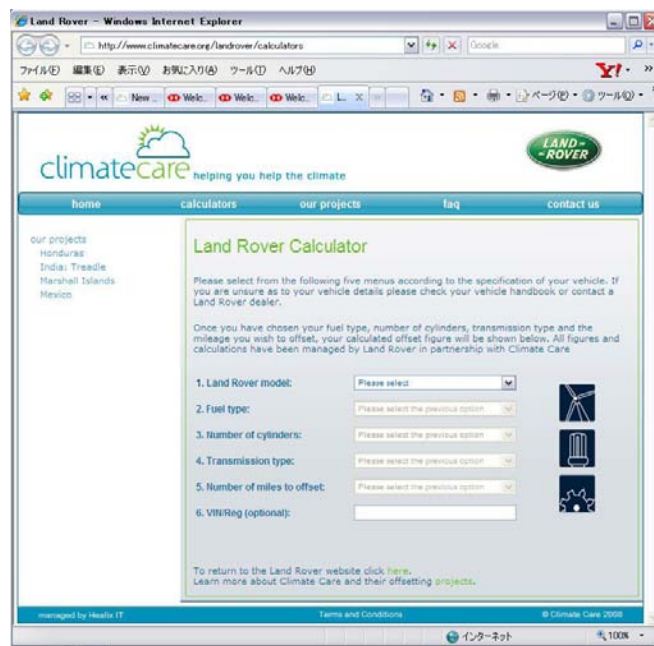 Land Rover - Windows Internet Explorer
http://www.climatecare.org/landrover/calculators
Google
ファイル(F) 編集(E) 表示(V) お気に入り(A) ツール(T) ヘルプ(H)
Y!
New ... Welc... Welc... Welc... L... X
ページ(P) ツール(O)
climatecare helping you help the climate
LAND-
-ROVER
home calculators our projects faq contact us
our projects
Honduras
India: Treadle
Marshall Islands
Mexico
Land Rover Calculator
Please select from the following five menus according to the specification of your vehicle. If
you are unsure as to your vehicle details please check your vehicle handbook or contact a
Land Rover dealer.
Once you have chosen your fuel type, number of cylinders, transmission type and the
mileage you wish to offset, your calculated offset figure will be shown below. All figures and
calculations have been managed by Land Rover in partnership with Climate Care
1. Land Rover model: Please select
2. Fuel type: Please select the previous option
3. Number of cylinders: Please select the previous option
4. Transmission type: Please select the previous option
5. Number of miles to offset: Please select the previous option
6. VIN/Reg (optional):
To return to the Land Rover website click here.
Learn more about Climate Care and their offsetting projects.
managed by Healix IT Terms and Conditions © Climate Care 2008
インターネット 100%